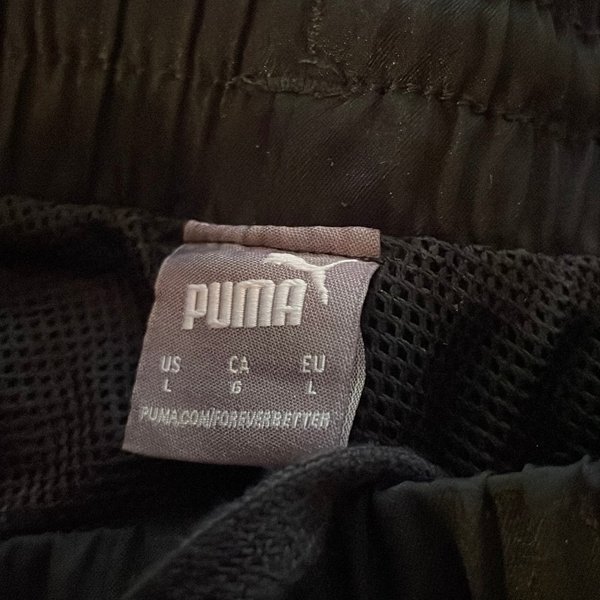 PUMA
US CA EU
L G L
PUMA.COM/FOREVERBETTER